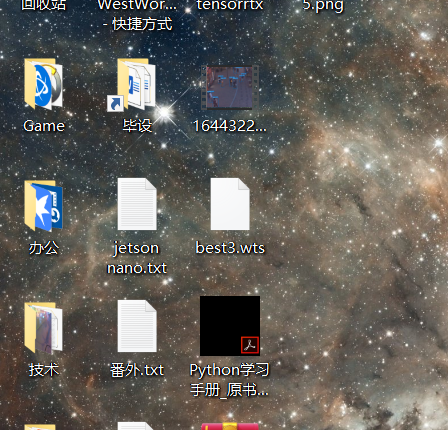 回收站
WestWor...
- 快捷方式
tensorrtx
5.png
Game
毕设
1644322...
办公
jetson
nano.txt
best3.wts
技术
番外.txt
Python学习
手册_原书...